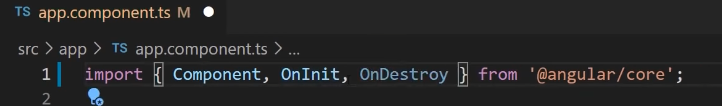 TS app.component.ts M
src > app > TS app.component.ts > ...
1 import { Component, OnInit, OnDestroy } from '@angular/core';
2